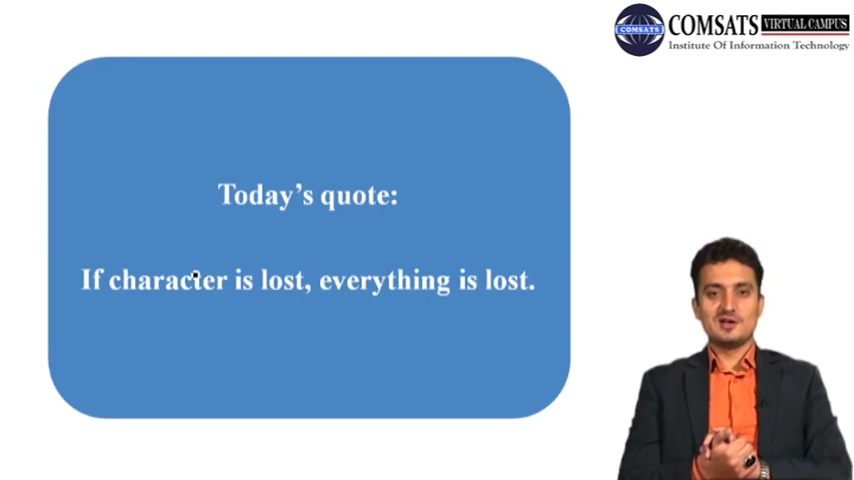 COMSATS VIRTUAL CAMPUS
COMSATS
Institute Of Information Technology
Today’s quote:
If character is lost, everything is lost.